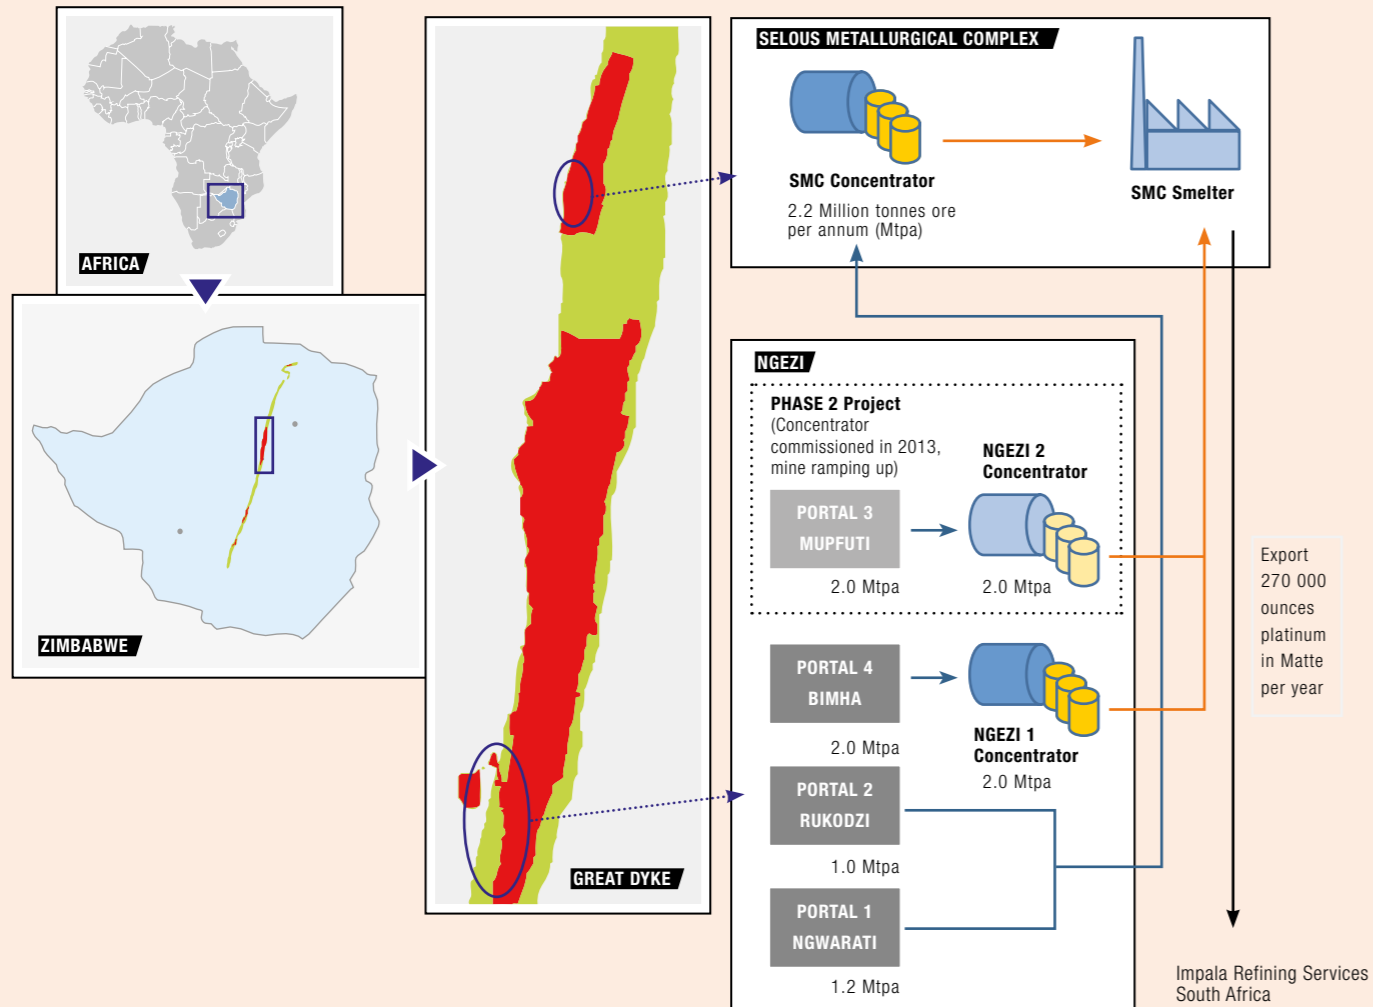 AFRICA
ZIMBABWE
GREAT DYKE
SELOUS METALLURGICAL COMPLEX
SMC Concentrator
2.2 Million tonnes ore
per annum (Mtpa)
SMC Smelter
NGEZI
PHASE 2 Project
(Concentrator
commissioned in 2013,
mine ramping up)
NGEZI 2
Concentrator
PORTAL 3
MUPFUTI
2.0 Mtpa
2.0 Mtpa
PORTAL 4
BIMHA
2.0 Mtpa
NGEZI 1
Concentrator
2.0 Mtpa
PORTAL 2
RUKODZI
1.0 Mtpa
PORTAL 1
NGWARATI
1.2 Mtpa
Export
270 000
ounces
platinum
in Matte
per year
Impala Refining Services
South Africa